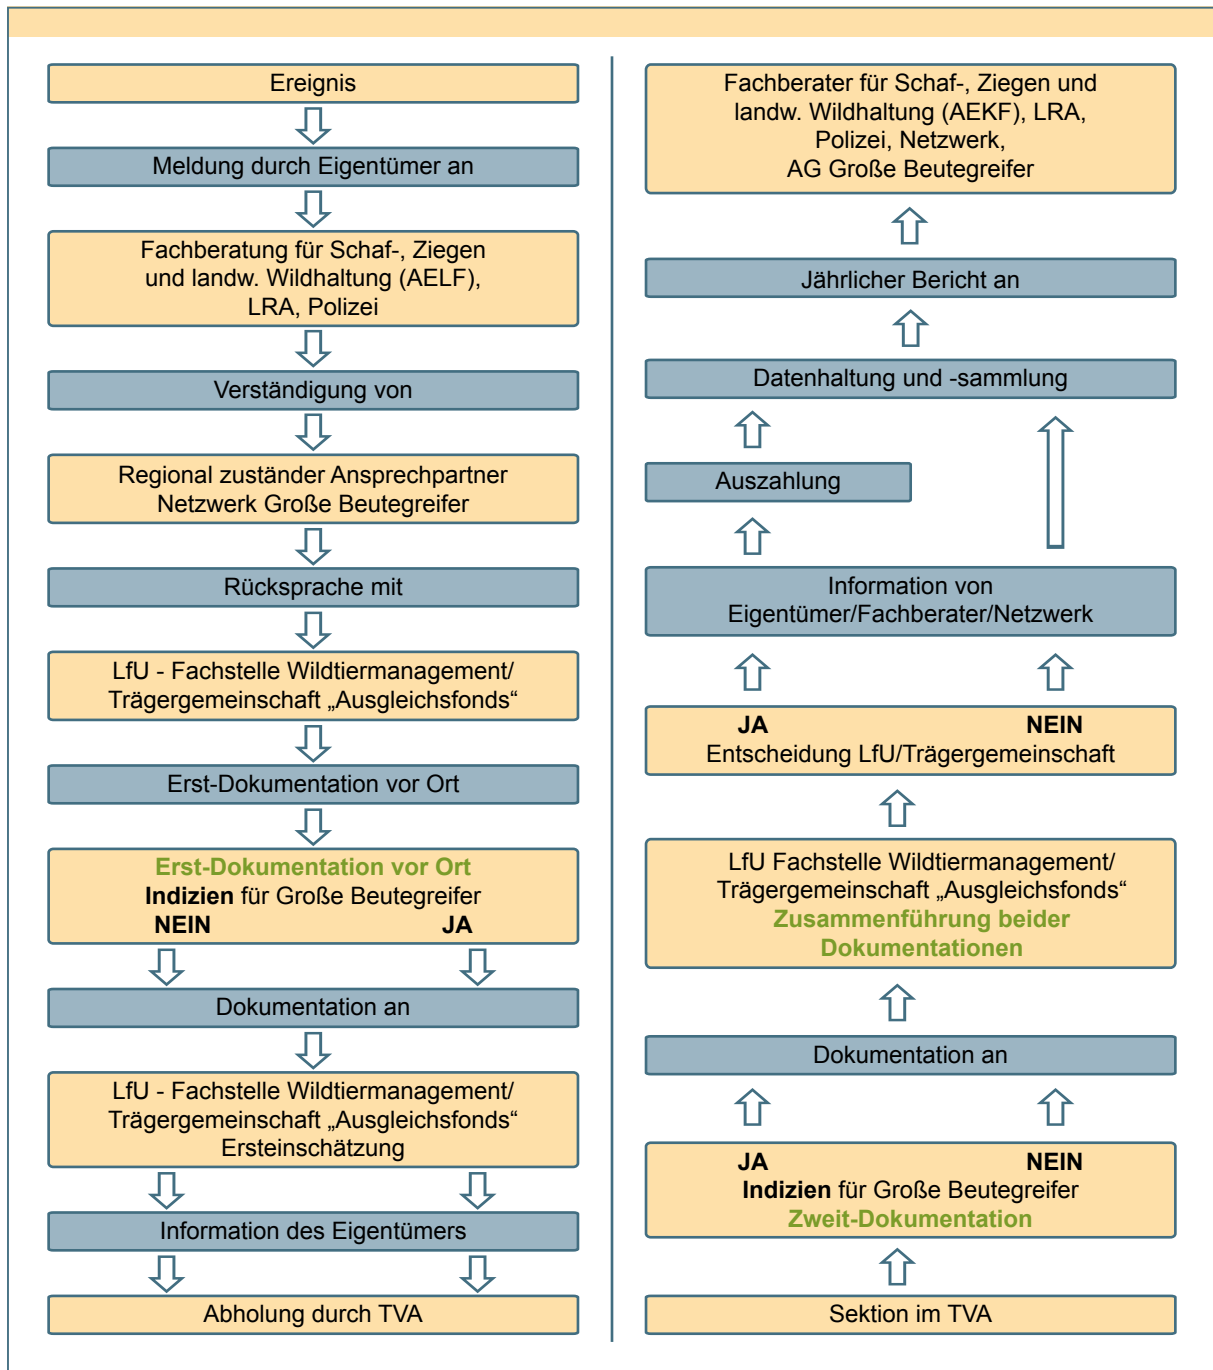 Ereignis
Meldung durch Eigentümer an
Fachberatung für Schaf-, Ziegen
und landw. Wildhaltung (AELF),
LRA, Polizei
Verständigung von
Regional zuständer Ansprechpartner
Netzwerk Große Beutegreifer
Rücksprache mit
LfU - Fachstelle Wildtiermanagement/
Trägergemeinschaft „Ausgleichsfonds“
Erst-Dokumentation vor Ort
Erst-Dokumentation vor Ort
Indizien für Große Beutegreifer
NEIN JA
Dokumentation an
LfU - Fachstelle Wildtiermanagement/
Trägergemeinschaft „Ausgleichsfonds“
Ersteinschätzung
Information des Eigentümers
Abholung durch TVA
Fachberater für Schaf-, Ziegen und
landw. Wildhaltung (AEKF), LRA,
Polizei, Netzwerk,
AG Große Beutegreifer
Jährlicher Bericht an
Datenhaltung und -sammlung
Auszahlung
Information von
Eigentümer/Fachberater/Netzwerk
JA NEIN
Entscheidung LfU/Trägergemeinschaft
LfU Fachstelle Wildtiermanagement/
Trägergemeinschaft „Ausgleichsfonds“
Zusammenführung beider
Dokumentationen
Dokumentation an
JA NEIN
Indizien für Große Beutegreifer
Zweit-Dokumentation
Sektion im TVA